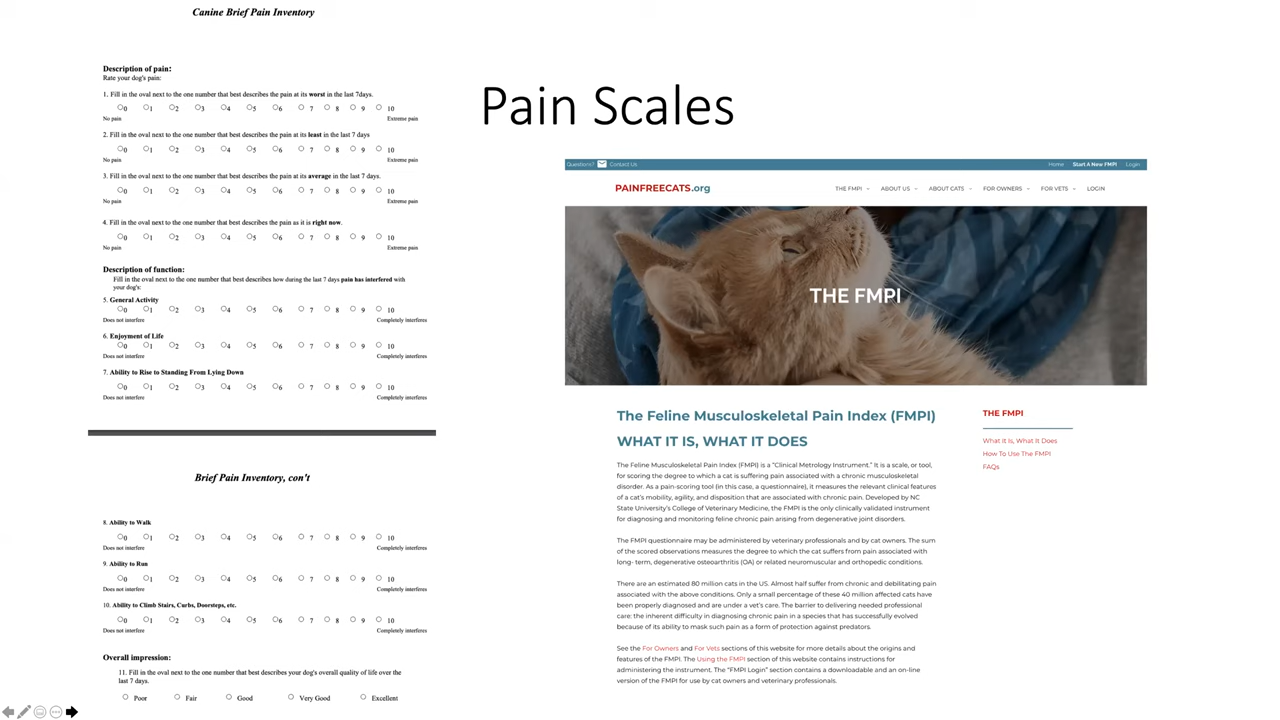 Canine Brief Pain Inventory
Description of pain:
Rate your dog's pain:
1. Fill in the oval next to the one number that best describes the pain at its worst in the last 7days.
0 1 2 3 4 5 6 7 8 9 10
No pain Extreme pain
2. Fill in the oval next to the one number that best describes the pain at its least in the last 7 days
0 1 2 3 4 5 6 7 8 9 10
No pain Extreme pain
3. Fill in the oval next to the one number that best describes the pain at its average in the last 7 days.
0 1 2 3 4 5 6 7 8 9 10
No pain Extreme pain
4. Fill in the oval next to the one number that best describes the pain as it is right now.
0 1 2 3 4 5 6 7 8 9 10
No pain Extreme pain
Description of function:
Fill in the oval next to the one number that best describes how during the last 7 days pain has interfered with
your dog's:
5. General Activity
0 1 2 3 4 5 6 7 8 9 10
Does not interfere Completely interferes
6. Enjoyment of Life
0 1 2 3 4 5 6 7 8 9 10
Does not interfere Completely interferes
7. Ability to Rise to Standing From Lying Down
0 1 2 3 4 5 6 7 8 9 10
Does not interfere Completely interferes
Brief Pain Inventory, con't
8. Ability to Walk
0 1 2 3 4 5 6 7 8 9 10
Does not interfere Completely interferes
9. Ability to Run
0 1 2 3 4 5 6 7 8 9 10
Does not interfere Completely interferes
10. Ability to Climb Stairs, Curbs, Doorsteps, etc.
0 1 2 3 4 5 6 7 8 9 10
Does not interfere Completely interferes
Overall impression:
11. Fill in the oval next to the one number that best describes your dog's overall quality of life over the
last 7 days.
Poor Fair Good Very Good Excellent
Pain Scales
Questions? Contact Us Home Start A New FMPI Login
PAINFREECATS.org THE FMPI ABOUT US ABOUT CATS FOR OWNERS FOR VETS LOGIN
THE FMPI
The Feline Musculoskeletal Pain Index (FMPI)
WHAT IT IS, WHAT IT DOES
The Feline Musculoskeletal Pain Index (FMPI) is a "Clinical Metrology Instrument." It is a scale, or tool,
for scoring the degree to which a cat is suffering pain associated with a chronic musculoskeletal
disorder. As a pain-scoring tool (in this case, a questionnaire), it measures the relevant clinical features
of a cat's mobility, agility, and disposition that are associated with chronic pain. Developed by NC
State University's College of Veterinary Medicine, the FMPI is the only clinically validated instrument
for diagnosing and monitoring feline chronic pain arising from degenerative joint disorders.
The FMPI questionnaire may be administered by veterinary professionals and by cat owners. The sum
of the scored observations measures the degree to which the cat suffers from pain associated with
long- term, degenerative osteoarthritis (OA) or related neuromuscular and orthopedic conditions.
There are an estimated 80 million cats in the US. Almost half suffer from chronic and debilitating pain
associated with the above conditions. Only a small percentage of these 40 million affected cats have
been properly diagnosed and are under a vet's care. The barrier to delivering needed professional
care: the inherent difficulty in diagnosing chronic pain in a species that has successfully evolved
because of its ability to mask such pain as a form of protection against predators.
See the For Owners and For Vets sections of this website for more details about the origins and
features of the FMPI. The Using the FMPI section of this website contains instructions for
administering the instrument. The "FMPI Login" section contains a downloadable and an on-line
version of the FMPI for use by cat owners and veterinary professionals.
THE FMPI
What It Is, What It Does
How To Use The FMPI
FAQs